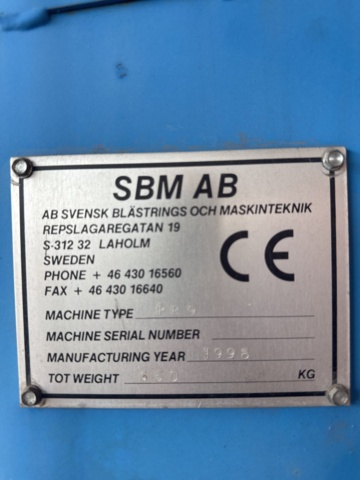 SBM AB
AB SVENSK BLÄSTRINGS OCH MASKINTEKNIK
REPSLAGAREGATAN 19
S-312 32 LAHOLM
SWEDEN
PHONE + 46 430 16560
FAX + 46 430 16640
CE
MACHINE TYPE
MACHINE SERIAL NUMBER
MANUFACTURING YEAR 1998
TOT WEIGHT KG